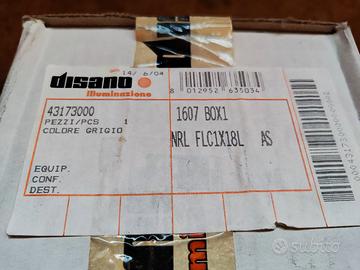 disano
illuminazione
14/ 6/04
8 012952 635034
43173000
PEZZI/PCS 1
COLORE GRIGIO
1607 BOX1
NRL FLC1X18L AS
EQUIP.
CONF.
DEST.
subito